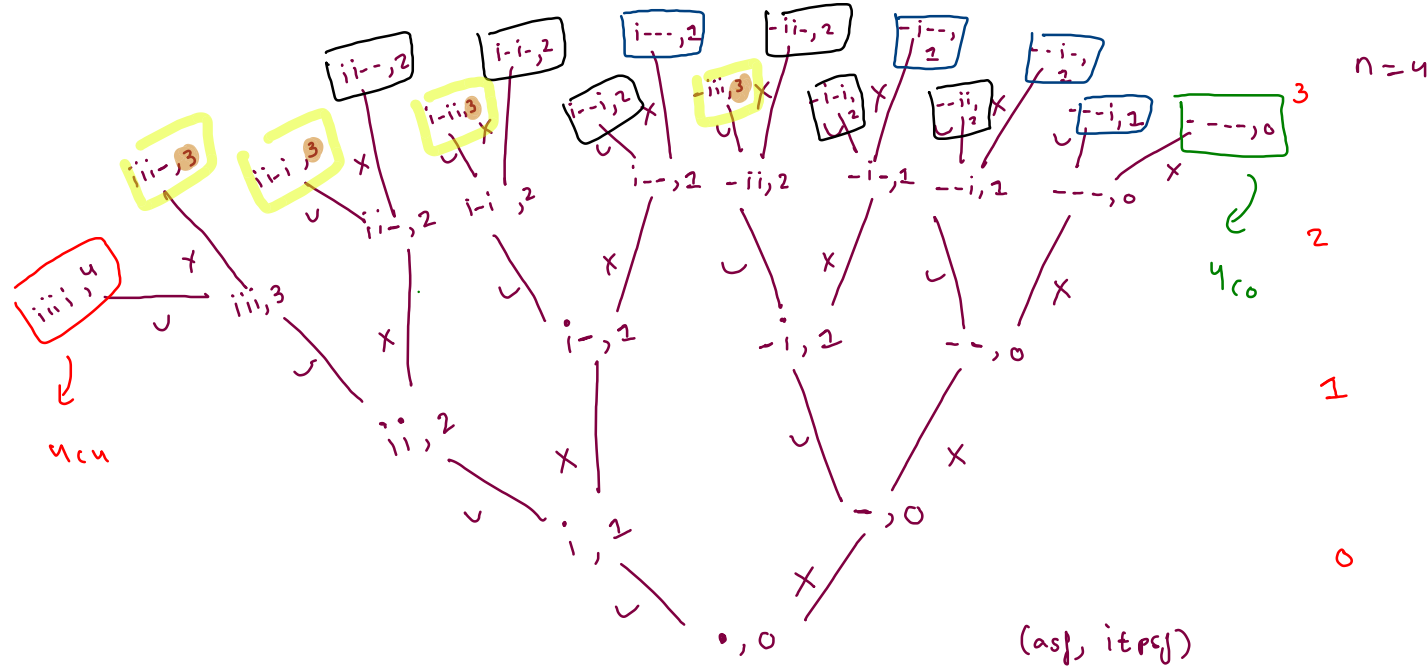 i---, 1
-ii-, 2
-i--, 1
i-i-, 2
ii--, 2
--i-, 2
n = 4
3
i-ii, 3
i--i, 2
-iii, 3
-i-i, 2
--ii, 2
---i, 1
----, 0
x
x
x
x
iii-, 3
ii-i, 3
x
x
υ
υ
υ
υ
υ
υ
υ
ii-, 2
i-i, 2
i--, 1
-ii, 2
-i-, 1
--i, 1
---, 0
2
iiii, 4
x
υ
iii, 3
υ
x
υ
x
υ
x
4c0
i-, 1
-i, 1
--, 0
υ
x
1
4c4
ii, 2
x
υ
x
υ
i, 1
-, 0
0
υ
x
., 0
(asf, itpsf)